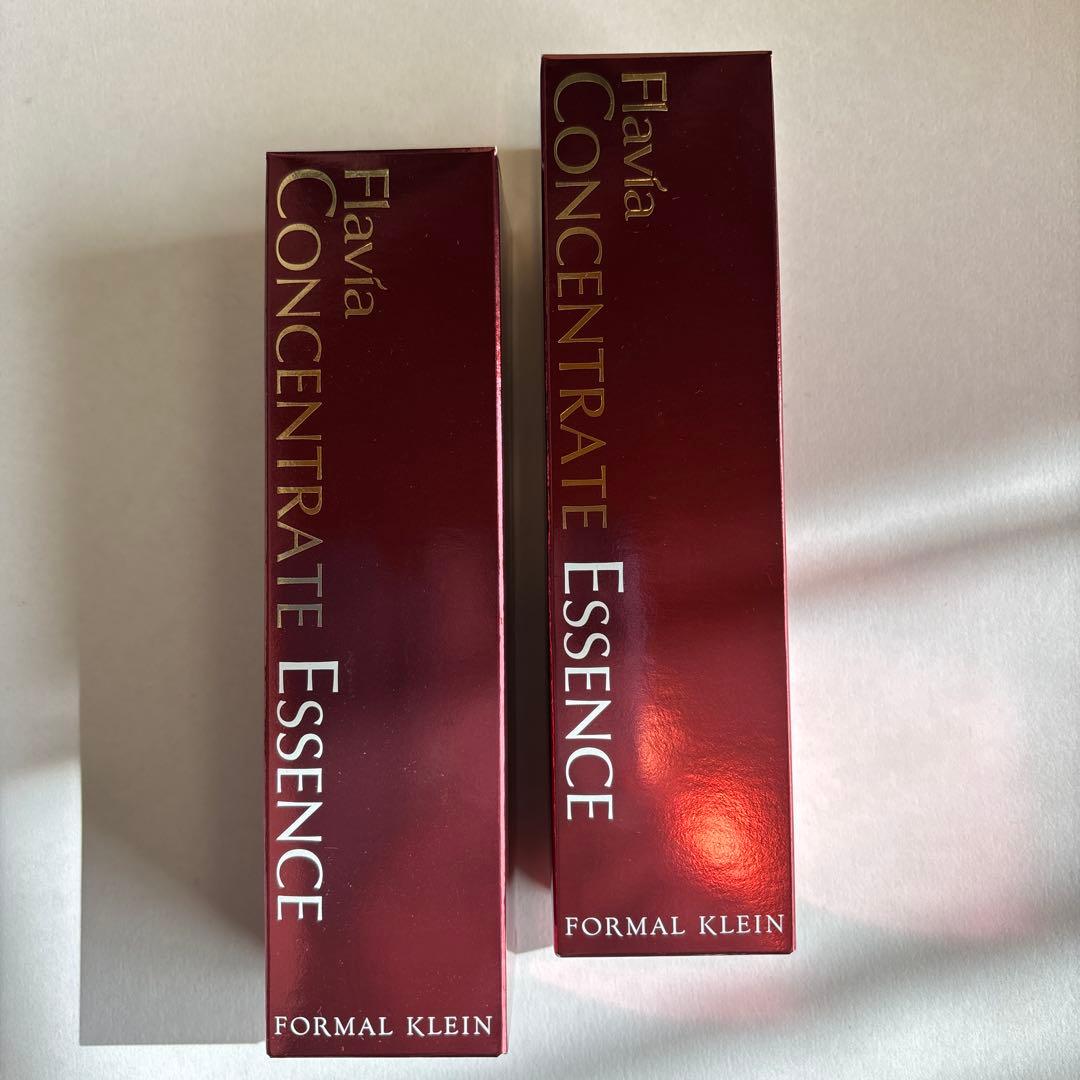 Flavía
CONCENTRATE ESSENCE
FORMAL KLEIN
Flavía
CONCENTRATE ESSENCE
FORMAL KLEIN